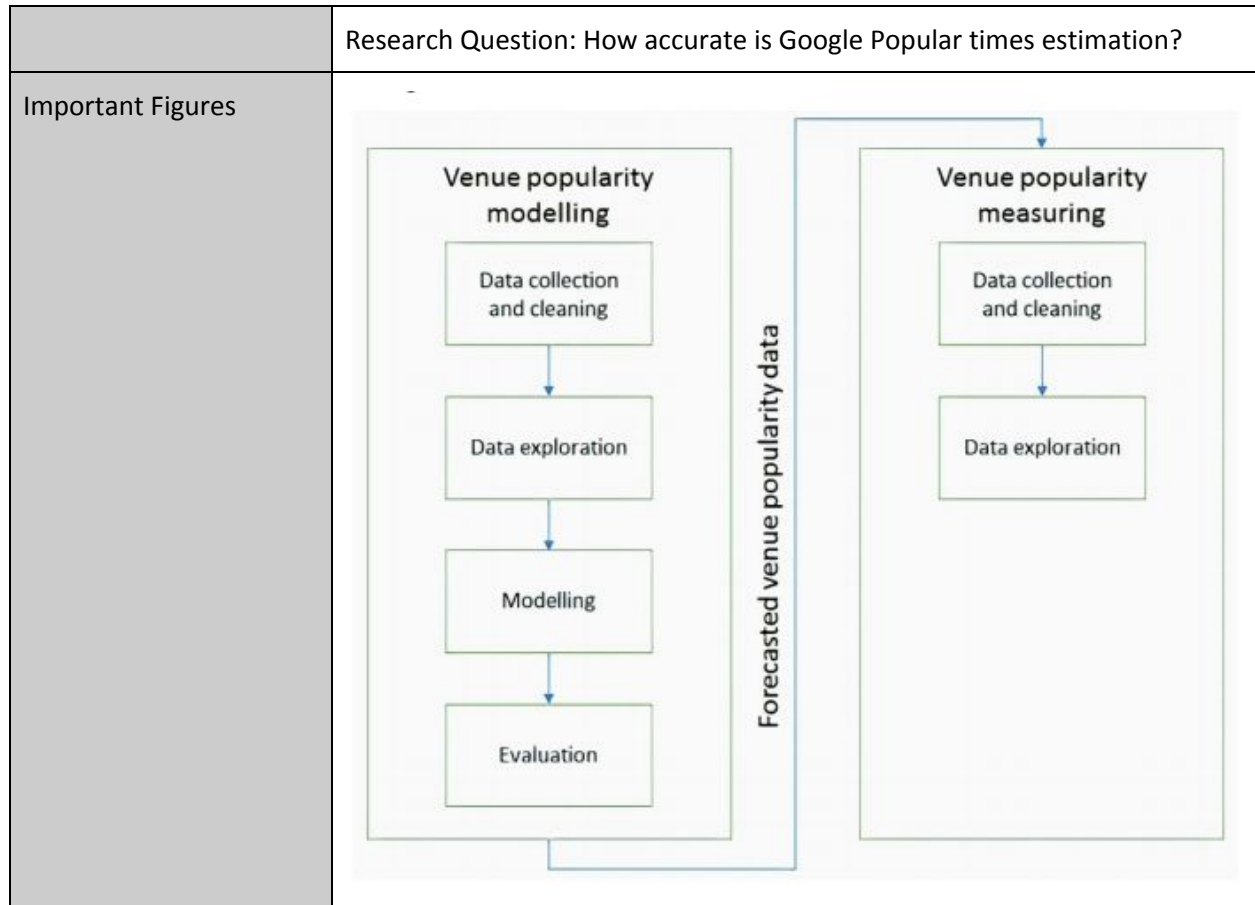 Research Question: How accurate is Google Popular times estimation?
Important Figures
Venue popularity
modelling
Data collection
and cleaning
Data exploration
Modelling
Evaluation
Forecasted venue popularity data
Venue popularity
measuring
Data collection
and cleaning
Data exploration